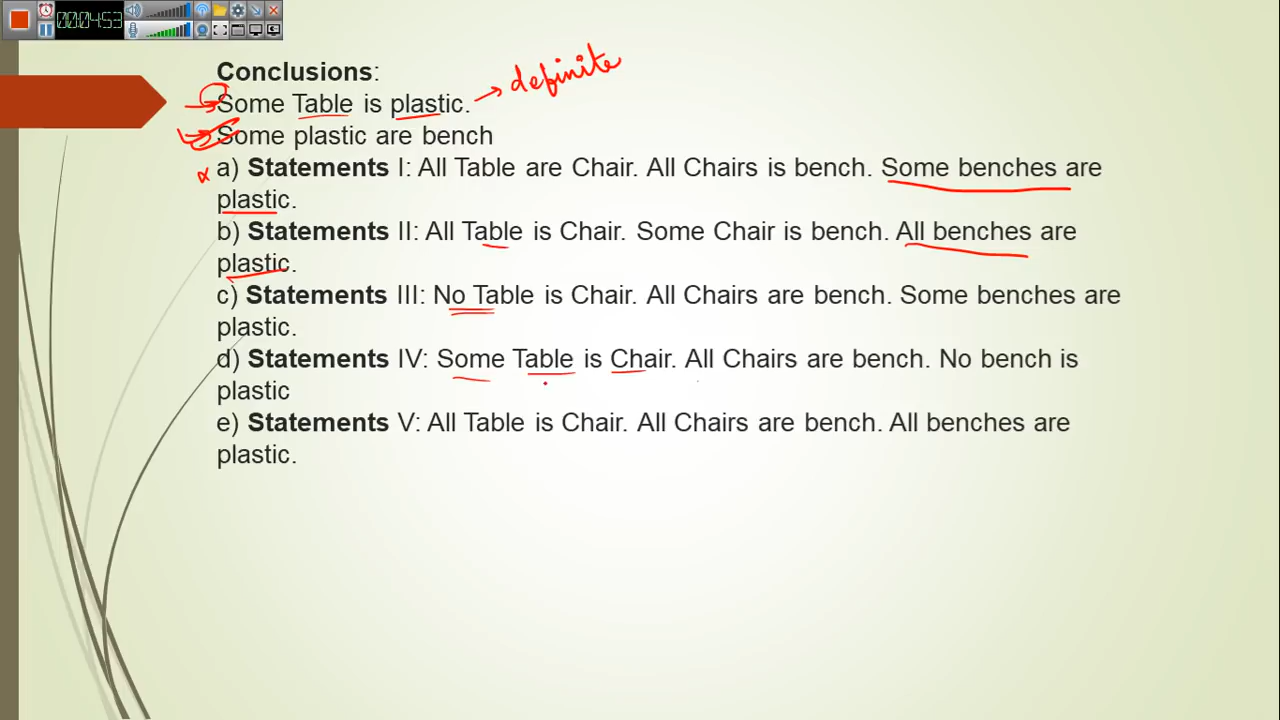 00:04:53
Conclusions:
Some Table is plastic. → definite
Some plastic are bench
a) Statements I: All Table are Chair. All Chairs is bench. Some benches are
plastic.
b) Statements II: All Table is Chair. Some Chair is bench. All benches are
plastic.
c) Statements III: No Table is Chair. All Chairs are bench. Some benches are
plastic.
d) Statements IV: Some Table is Chair. All Chairs are bench. No bench is
plastic
e) Statements V: All Table is Chair. All Chairs are bench. All benches are
plastic.